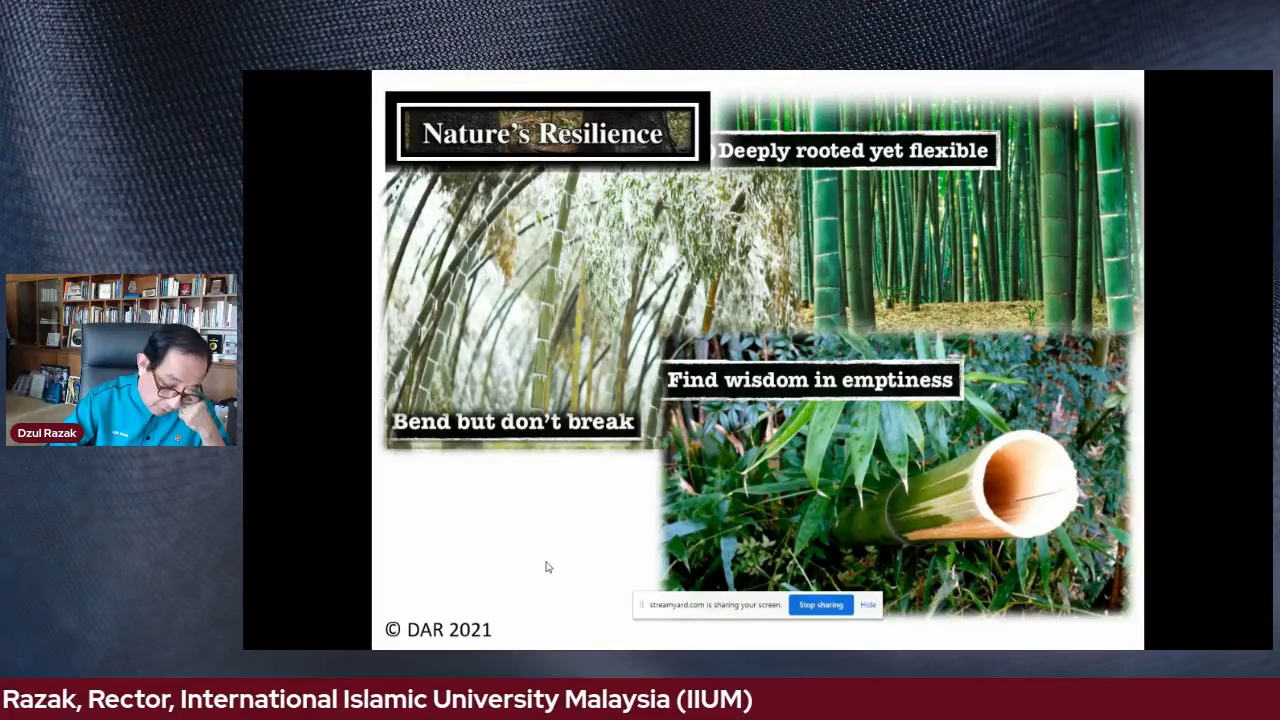 Nature's Resilience
Deeply rooted yet flexible
Find wisdom in emptiness
Bend but don't break
Dzul Razak
streamyard.com is sharing your screen.
Stop sharing
Hide
© DAR 2021
Razak, Rector, International Islamic University Malaysia (IIUM)